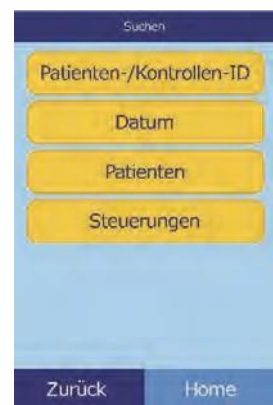 Suchen
Patienten-/Kontrollen-ID
Datum
Patienten
Steuerungen
Zurück
Home